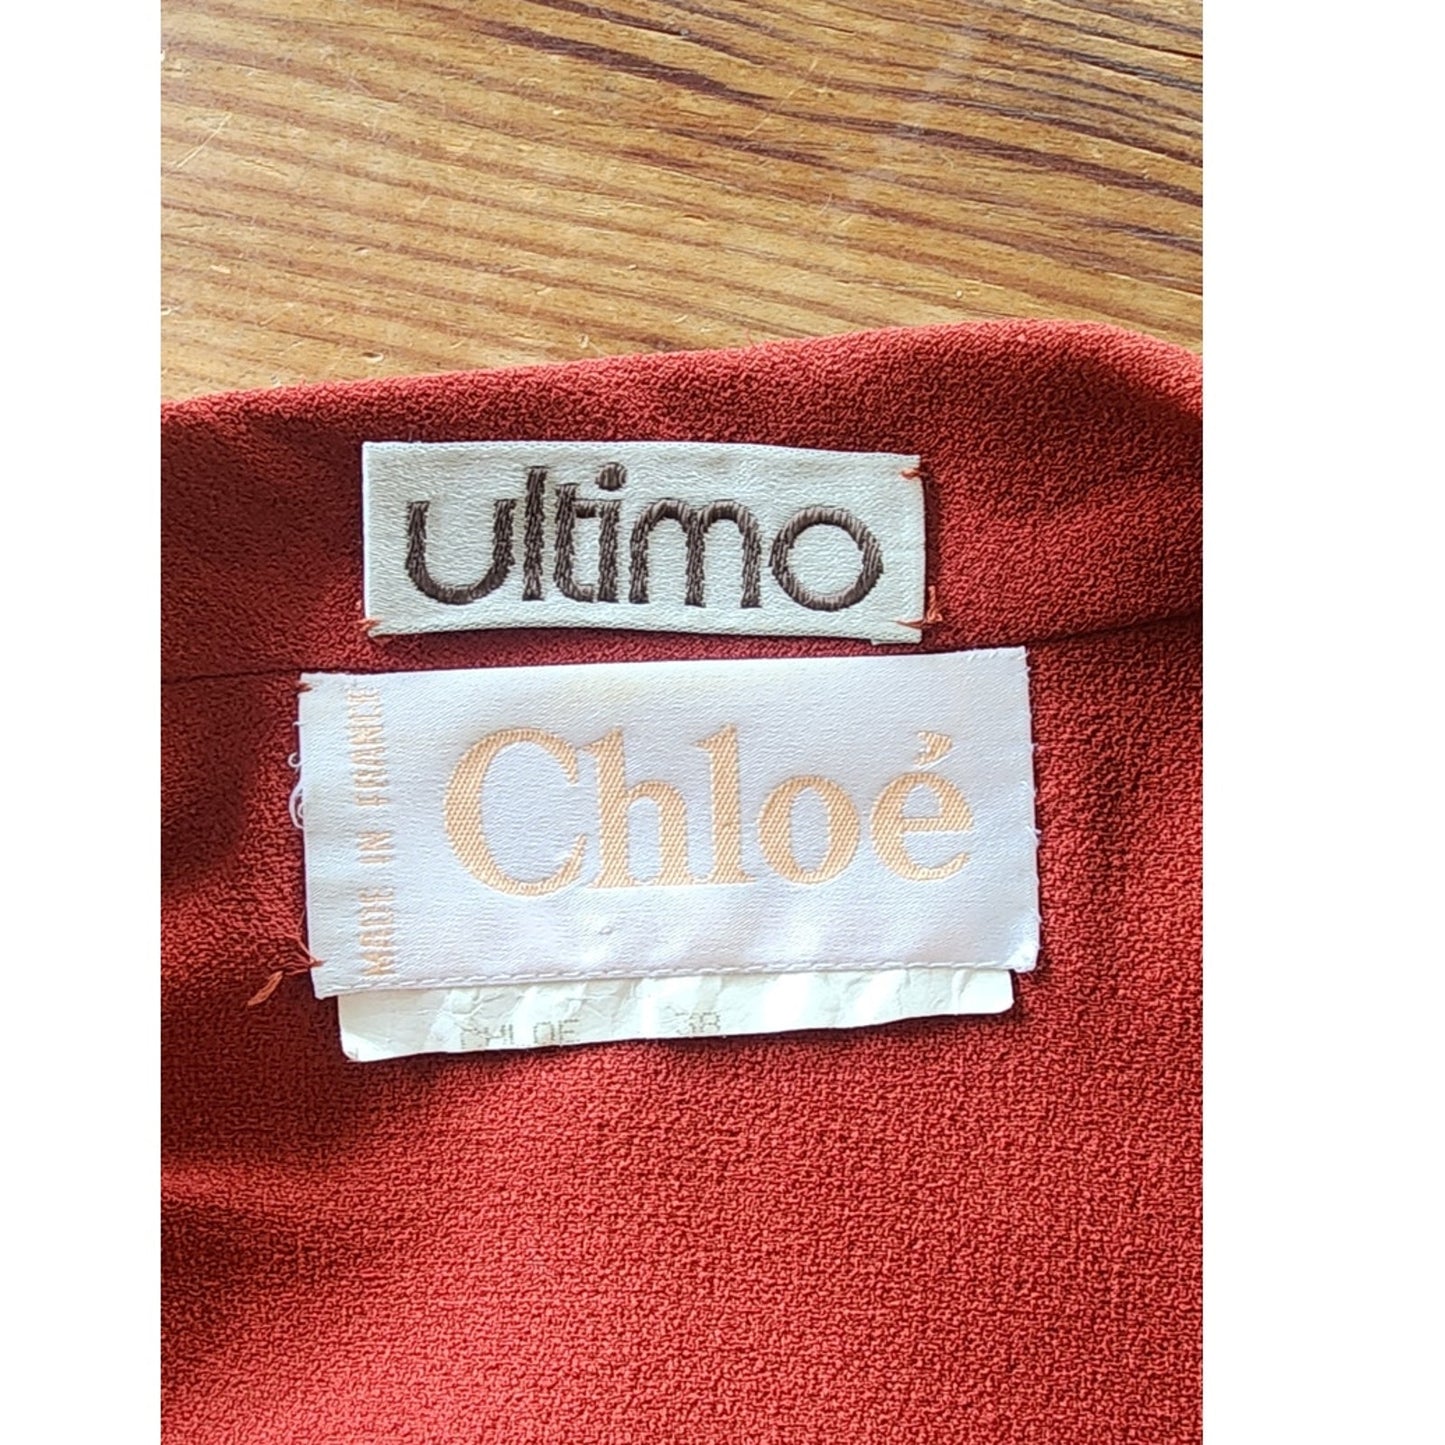 ultimo
Chloé
MADE IN FRANCE
CHLOE 38